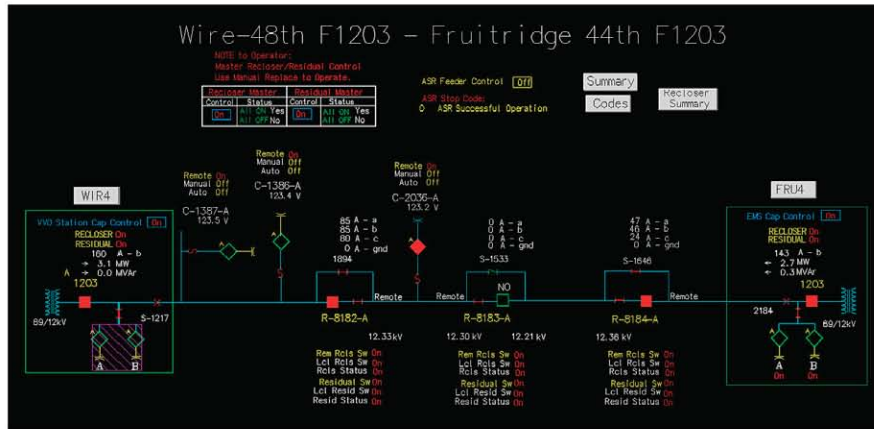 Wire-48th F1203 - Fruitridge 44th F1203
NOTE to Operator:
Master Recloser/Residual Control
Use Manual Replace to Operate.
Recloser Master Residual Master
Control Status Control Status
On All ON Yes On All ON Yes
All OFF No All OFF No
ASR Feeder Control Off
ASR Stop Code:
0 ASR Successful Operation
Summary
Codes
Recloser
Summary
WIR4
VVO Station Cap Control On
RECLOSER On
RESIDUAL On
160 A - b
→ 3.1 MW
A → 0.0 MVAr
1203
69/12kV
S-1217
A B
Remote On
Manual Off
Auto Off
C-1387-A
123.5 V
Remote On
Manual Off
Auto Off
C-1386-A
123.4 V
85 A - a
85 A - b
80 A - c
0 A - gnd
1894
Remote
R-8182-A
12.33 kV
Rem Rcls Sw On
Lcl Rcls Sw On
Rcls Status On
Residual Sw On
Lcl Resid Sw On
Resid Status On
Remote On
Manual Off
Auto Off
C-2036-A
123.2 V
A
S
0 A - a
0 A - b
0 A - c
0 A - gnd
S-1533
NO
Remote
R-8183-A
12.30 kV 12.21 kV
Rem Rcls Sw On
Lcl Rcls Sw On
Rcls Status On
Residual Sw On
Lcl Resid Sw On
Resid Status On
47 A - a
46 A - b
24 A - c
0 A - gnd
S-1646
Remote
R-8184-A
12.36 kV
Rem Rcls Sw On
Lcl Rcls Sw On
Rcls Status On
Residual Sw On
Lcl Resid Sw On
Resid Status On
FRU4
EMS Cap Control On
RECLOSER On
RESIDUAL On
143 A - b
← 2.7 MW
← 0.3 MVAr
1203
2184
69/12kV
A B
On On